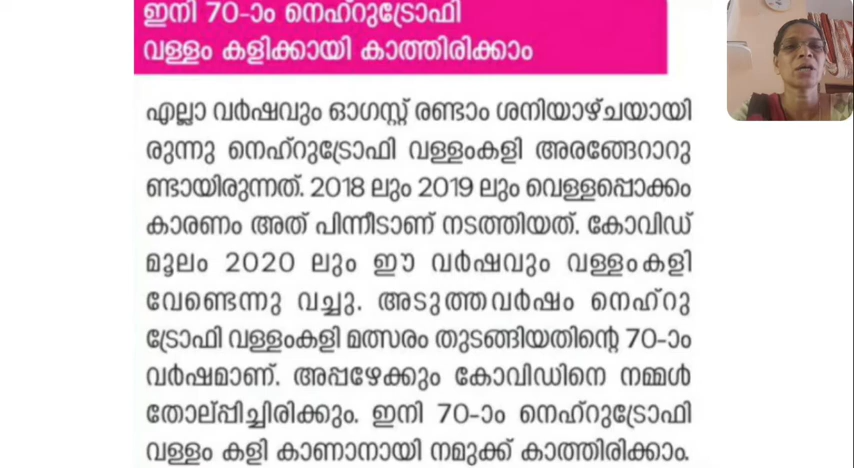 ഇനി 70-ാം നെഹ്റുട്രോഫി
വള്ളം കളിക്കായി കാത്തിരിക്കാം
എല്ലാ വർഷവും ഓഗസ്റ്റ് രണ്ടാം ശനിയാഴ്ചയായി
രുന്നു നെഹ്റുട്രോഫി വള്ളംകളി അരങ്ങേറാറു
ണ്ടായിരുന്നത്. 2018 ലും 2019 ലും വെള്ളപ്പൊക്കം
കാരണം അത് പിന്നീടാണ് നടത്തിയത്. കോവിഡ്
മൂലം 2020 ലും ഈ വർഷവും വള്ളംകളി
വേണ്ടെന്നു വച്ചു. അടുത്തവർഷം നെഹ്റു
ട്രോഫി വള്ളംകളി മത്സരം തുടങ്ങിയതിന്റെ 70-ാം
വർഷമാണ്. അപ്പഴേക്കും കോവിഡിനെ നമ്മൾ
തോല്പ്പിച്ചിരിക്കും. ഇനി 70-ാം നെഹ്റുട്രോഫി
വള്ളം കളി കാണാനായി നമുക്ക് കാത്തിരിക്കാം.